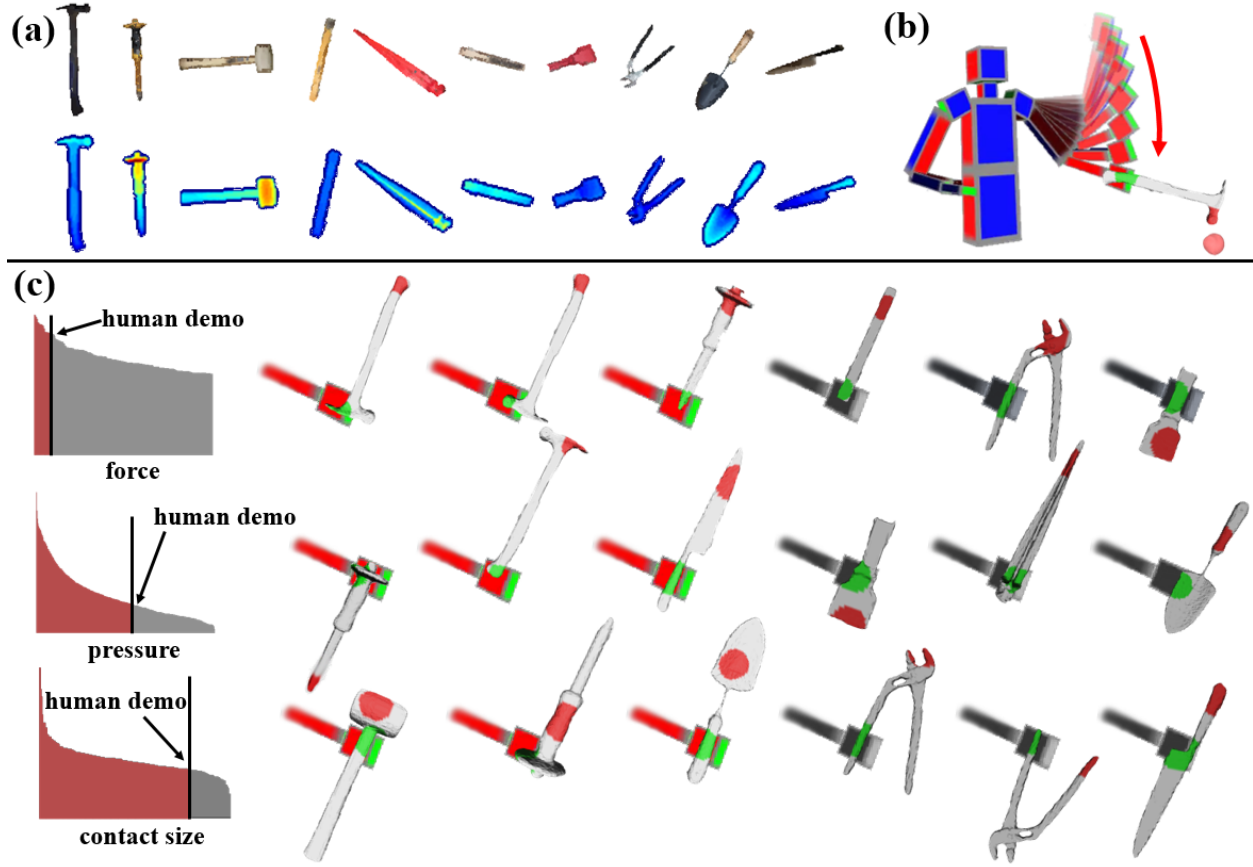 (a)
(b)
(c)
human demo
force
human demo
pressure
human demo
contact size